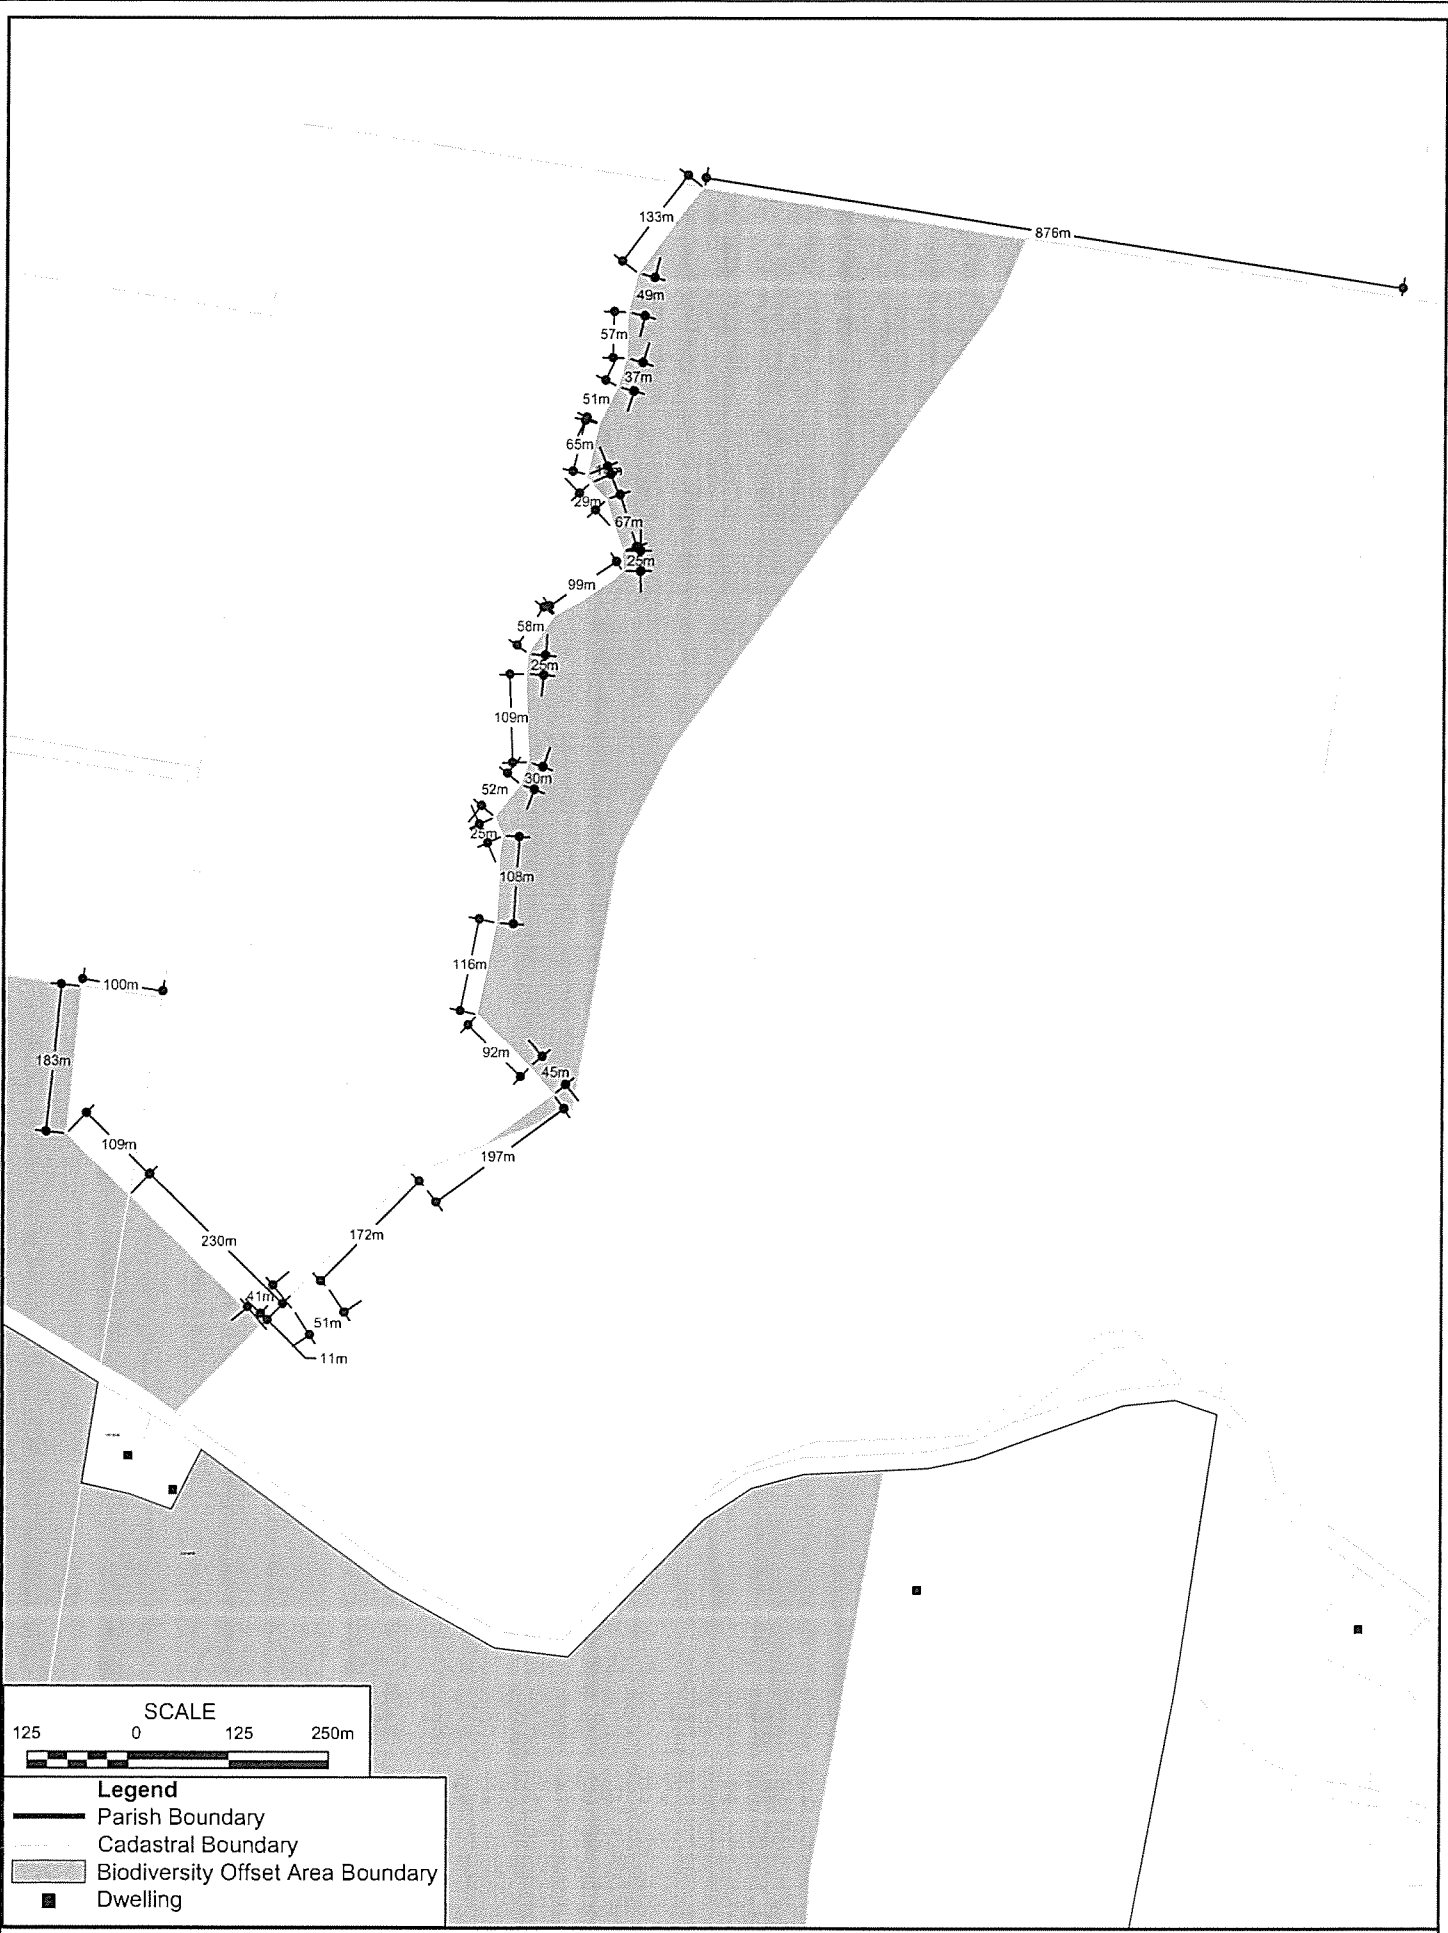 133m
876m
49m
57m
37m
51m
65m
29m
67m
25m
99m
58m
25m
109m
30m
52m
25m
108m
116m
100m
92m
183m
45m
109m
197m
172m
230m
41m
51m
11m
SCALE
125 0 125 250m
Legend
Parish Boundary
Cadastral Boundary
Biodiversity Offset Area Boundary
Dwelling